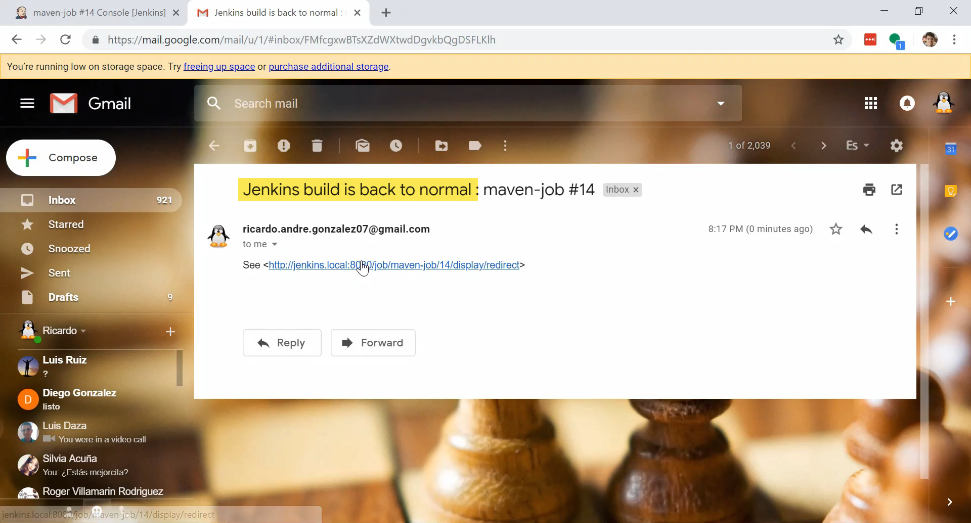 maven-job #14 Console [Jenkins]
Jenkins build is back to normal :
https://mail.google.com/mail/u/1/#inbox/FMfcgxwBTsXZdWXtwdDgvkbQgDSFLKlh
1
You're running low on storage space. Try freeing up space or purchase additional storage.
Gmail
Search mail
Compose
1 of 2,039
Es
31
Inbox 921
Starred
Snoozed
Sent
Drafts 9
Ricardo
Luis Ruiz
?
Diego Gonzalez
listo
Luis Daza
You were in a video call
Silvia Acuña
You: ¿Estás mejorcita?
Roger Villamarin Rodriguez
Jenkins build is back to normal : maven-job #14 Inbox x
ricardo.andre.gonzalez07@gmail.com
8:17 PM (0 minutes ago)
to me
See <http://jenkins.local:8080/job/maven-job/14/display/redirect>
Reply
Forward
D
jenkins.local:8080/job/maven-job/14/display/redirect